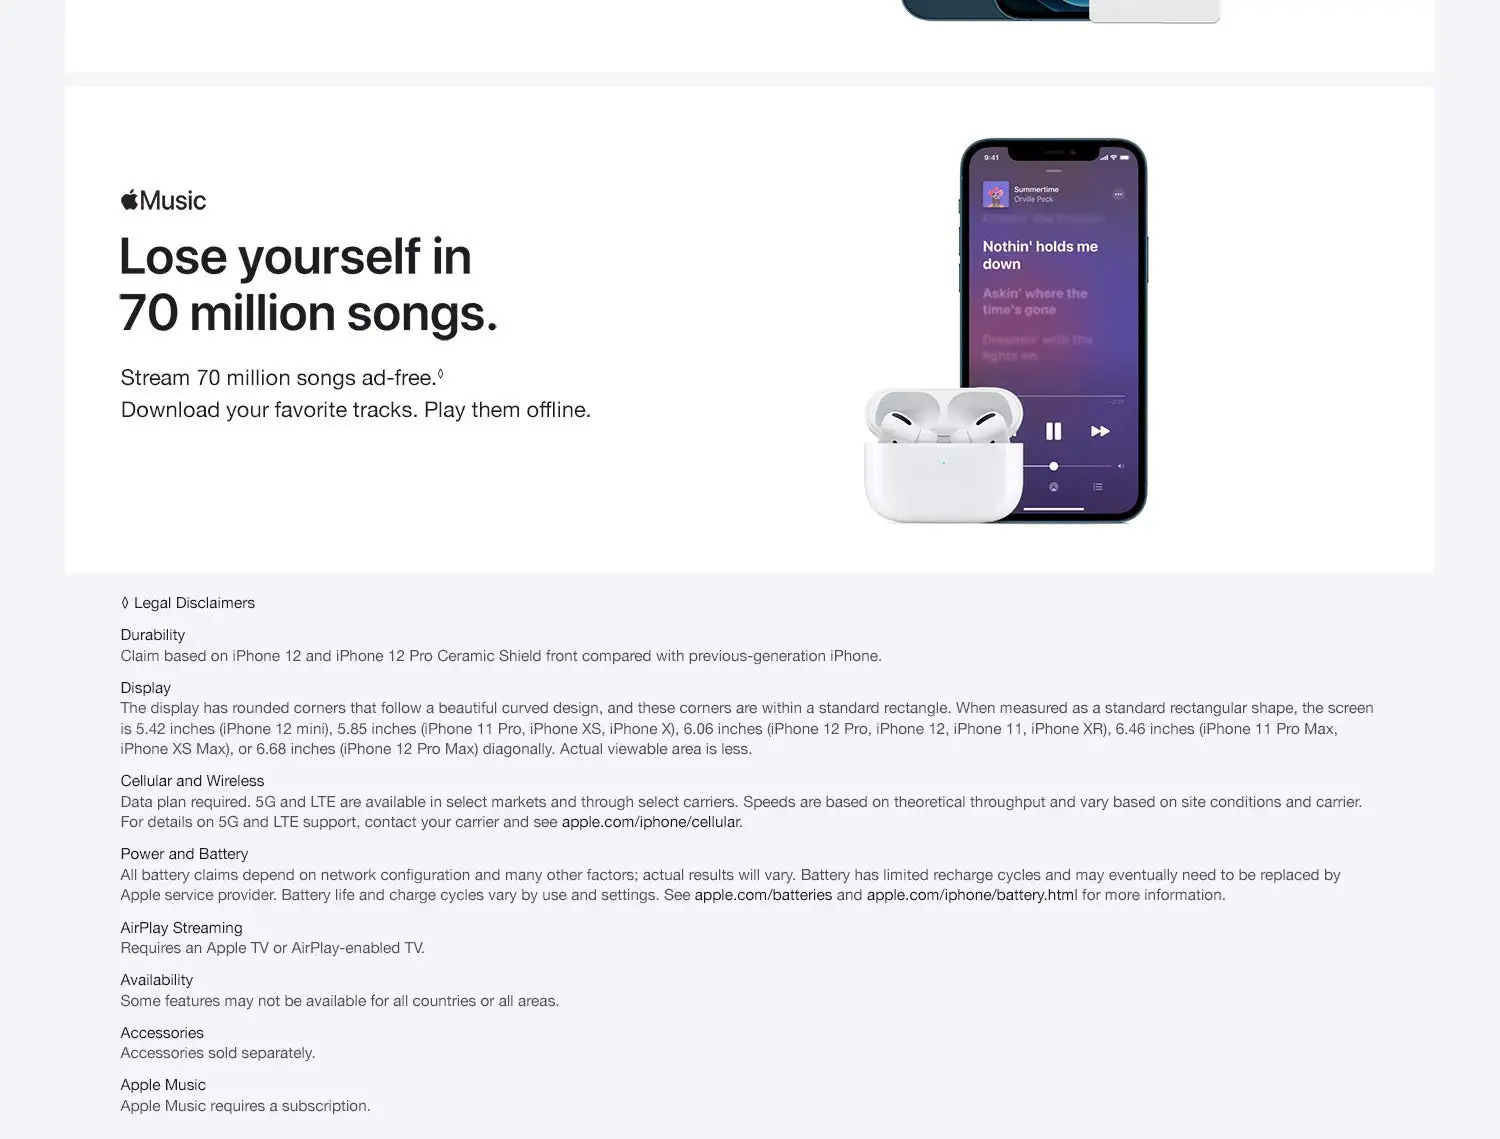 Music
Lose yourself in
70 million songs.
Stream 70 million songs ad-free.◊
Download your favorite tracks. Play them offline.
9:41
Summertime
Orville Peck
Nothin' holds me
down
Askin' where the
time's gone
Dreamin' with the
lights on
◊ Legal Disclaimers
Durability
Claim based on iPhone 12 and iPhone 12 Pro Ceramic Shield front compared with previous-generation iPhone.
Display
The display has rounded corners that follow a beautiful curved design, and these corners are within a standard rectangle. When measured as a standard rectangular shape, the screen
is 5.42 inches (iPhone 12 mini), 5.85 inches (iPhone 11 Pro, iPhone XS, iPhone X), 6.06 inches (iPhone 12 Pro, iPhone 12, iPhone 11, iPhone XR), 6.46 inches (iPhone 11 Pro Max,
iPhone XS Max), or 6.68 inches (iPhone 12 Pro Max) diagonally. Actual viewable area is less.
Cellular and Wireless
Data plan required. 5G and LTE are available in select markets and through select carriers. Speeds are based on theoretical throughput and vary based on site conditions and carrier.
For details on 5G and LTE support, contact your carrier and see apple.com/iphone/cellular.
Power and Battery
All battery claims depend on network configuration and many other factors; actual results will vary. Battery has limited recharge cycles and may eventually need to be replaced by
Apple service provider. Battery life and charge cycles vary by use and settings. See apple.com/batteries and apple.com/iphone/battery.html for more information.
AirPlay Streaming
Requires an Apple TV or AirPlay-enabled TV.
Availability
Some features may not be available for all countries or all areas.
Accessories
Accessories sold separately.
Apple Music
Apple Music requires a subscription.